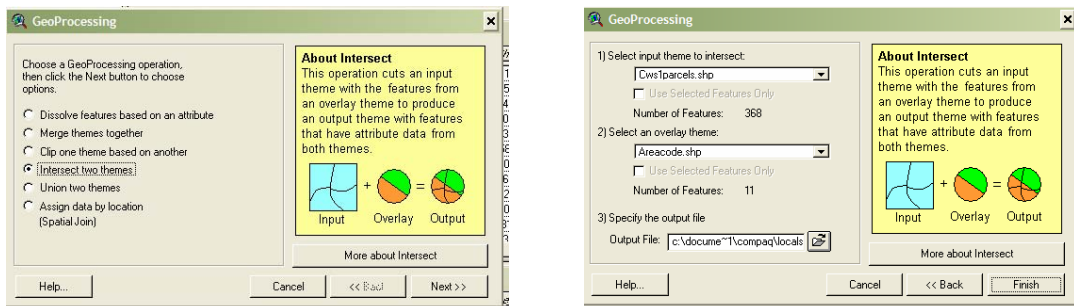 GeoProcessing
Choose a GeoProcessing operation,
then click the Next button to choose
options.
Dissolve features based on an attribute
Merge themes together
Clip one theme based on another
Intersect two themes
Union two themes
Assign data by location
(Spatial Join)
About Intersect
This operation cuts an input
theme with the features from
an overlay theme to produce
an output theme with features
that have attribute data from
both themes.
+ =
Input Overlay Output
More about Intersect
Help... Cancel << Back Next >>
GeoProcessing
1) Select input theme to intersect:
Cws1parcels.shp
Use Selected Features Only
Number of Features: 368
2) Select an overlay theme:
Areacode.shp
Use Selected Features Only
Number of Features: 11
3) Specify the output file
Output File: c:\docume~1\compaq\locals
About Intersect
This operation cuts an input
theme with the features from
an overlay theme to produce
an output theme with features
that have attribute data from
both themes.
+ =
Input Overlay Output
More about Intersect
Help... Cancel << Back Finish